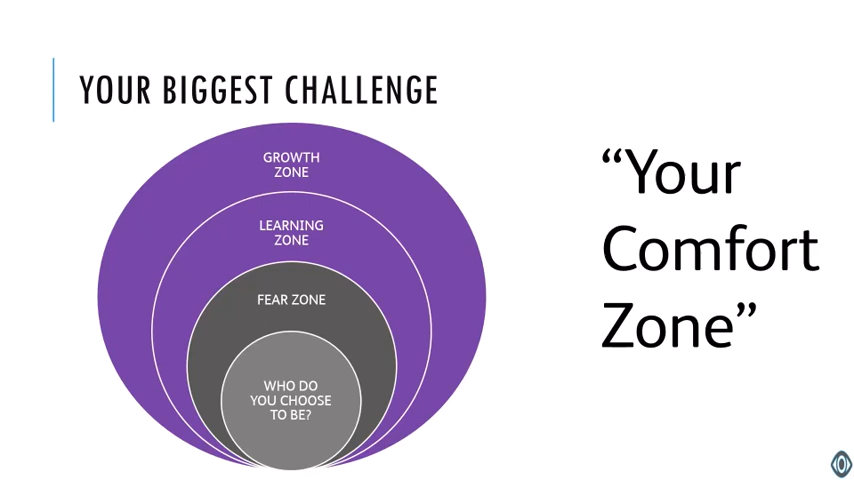 YOUR BIGGEST CHALLENGE
GROWTH
ZONE
LEARNING
ZONE
FEAR ZONE
WHO DO
YOU CHOOSE
TO BE?
“Your
Comfort
Zone”